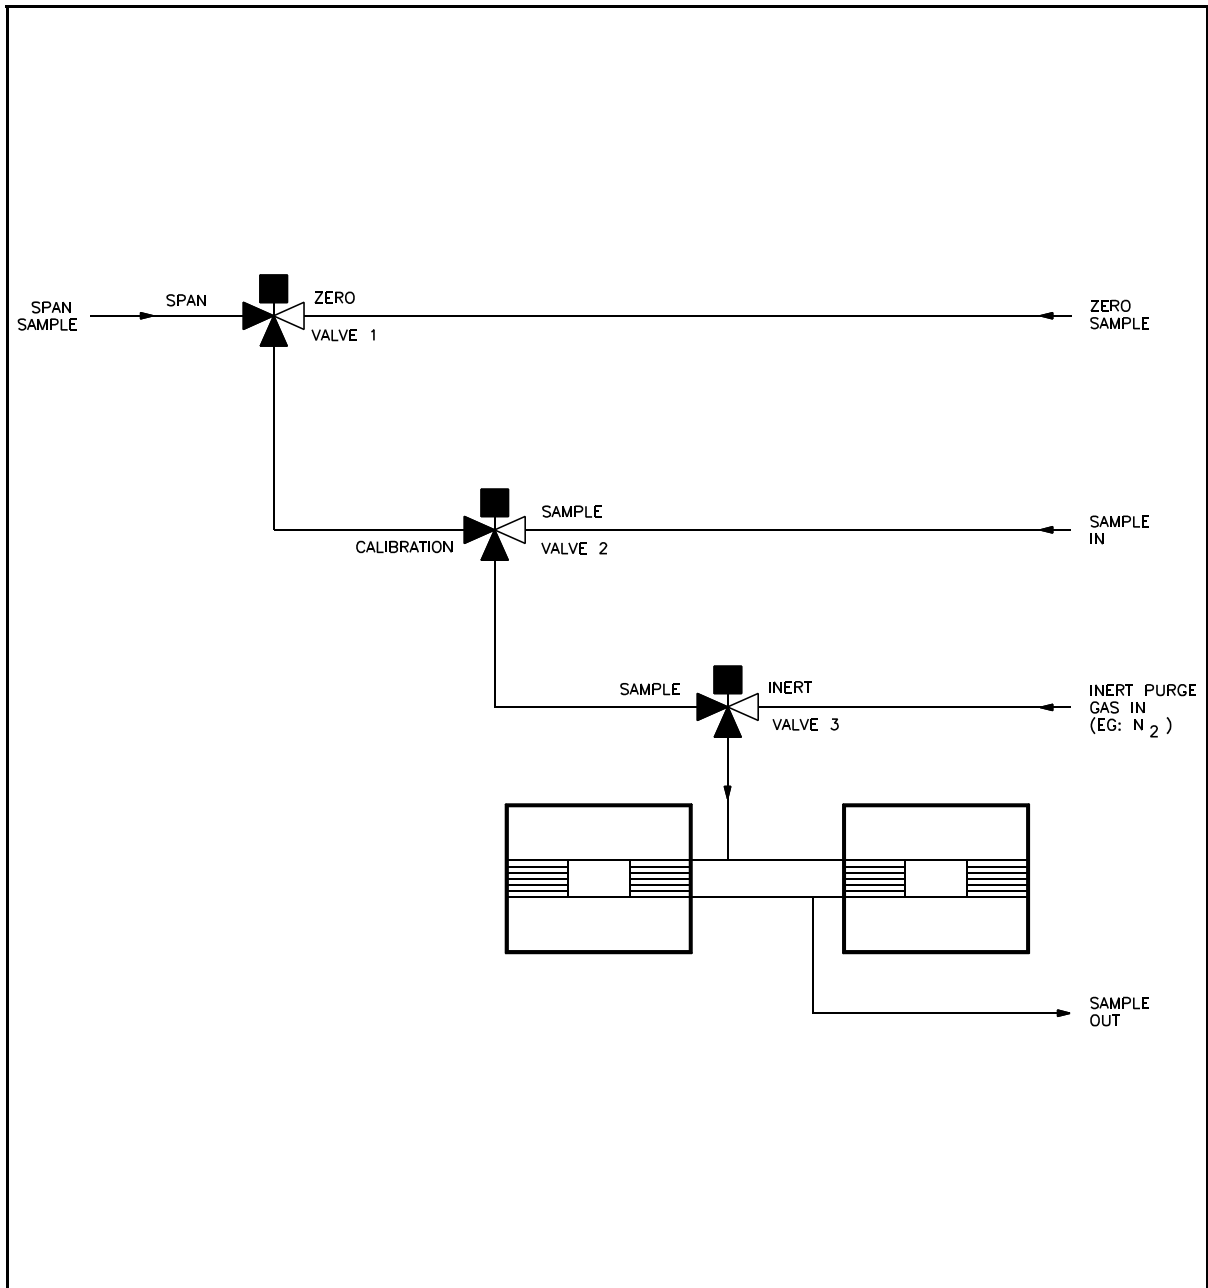 SPAN
SAMPLE
SPAN
ZERO
VALVE 1
ZERO
SAMPLE
CALIBRATION
SAMPLE
VALVE 2
SAMPLE
IN
SAMPLE
INERT
VALVE 3
INERT PURGE
GAS IN
(EG: N 2 )
SAMPLE
OUT